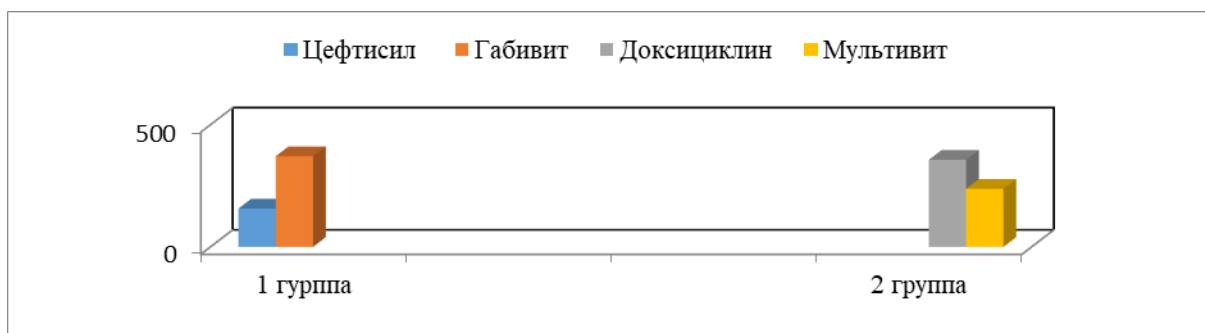 Цефтисил Габивит Доксициклин Мультивит
500
0
1 гурппа 2 группа